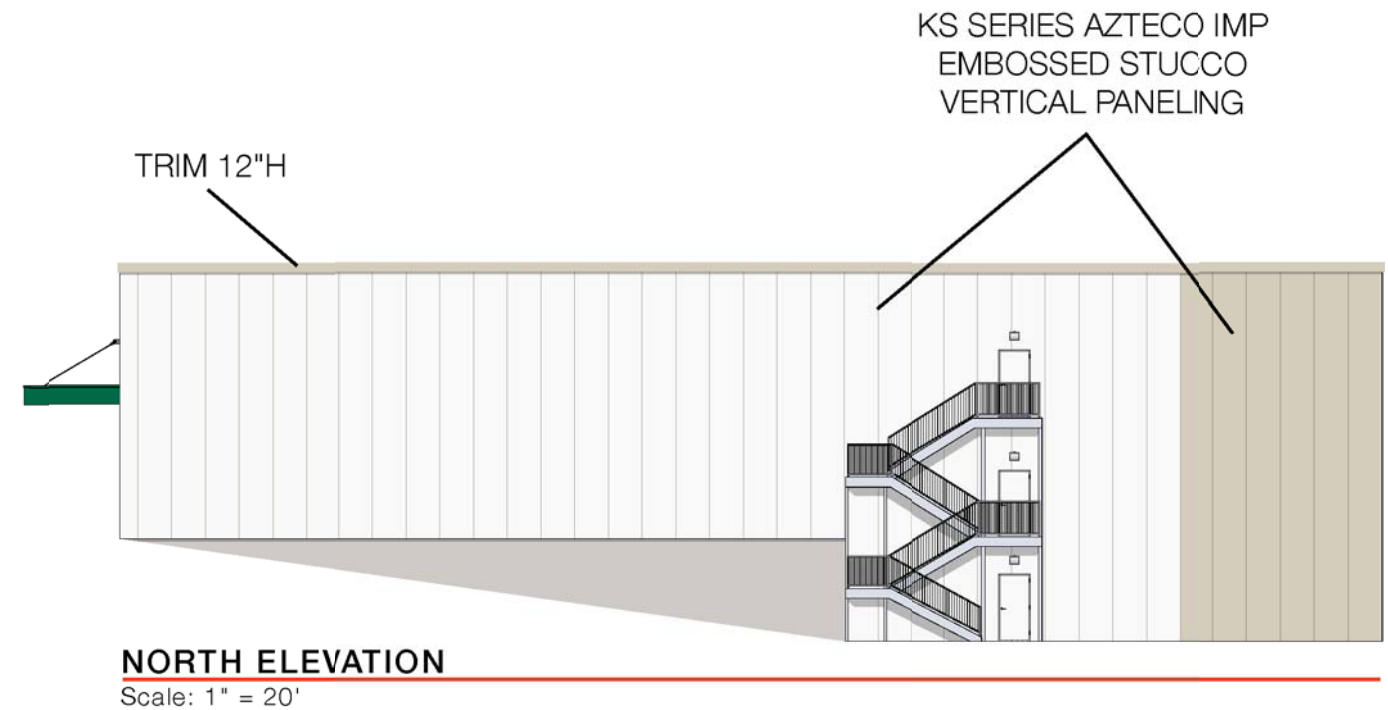 KS SERIES AZTECO IMP
EMBOSSED STUCCO
VERTICAL PANELING
TRIM 12"H
NORTH ELEVATION
Scale: 1" = 20'